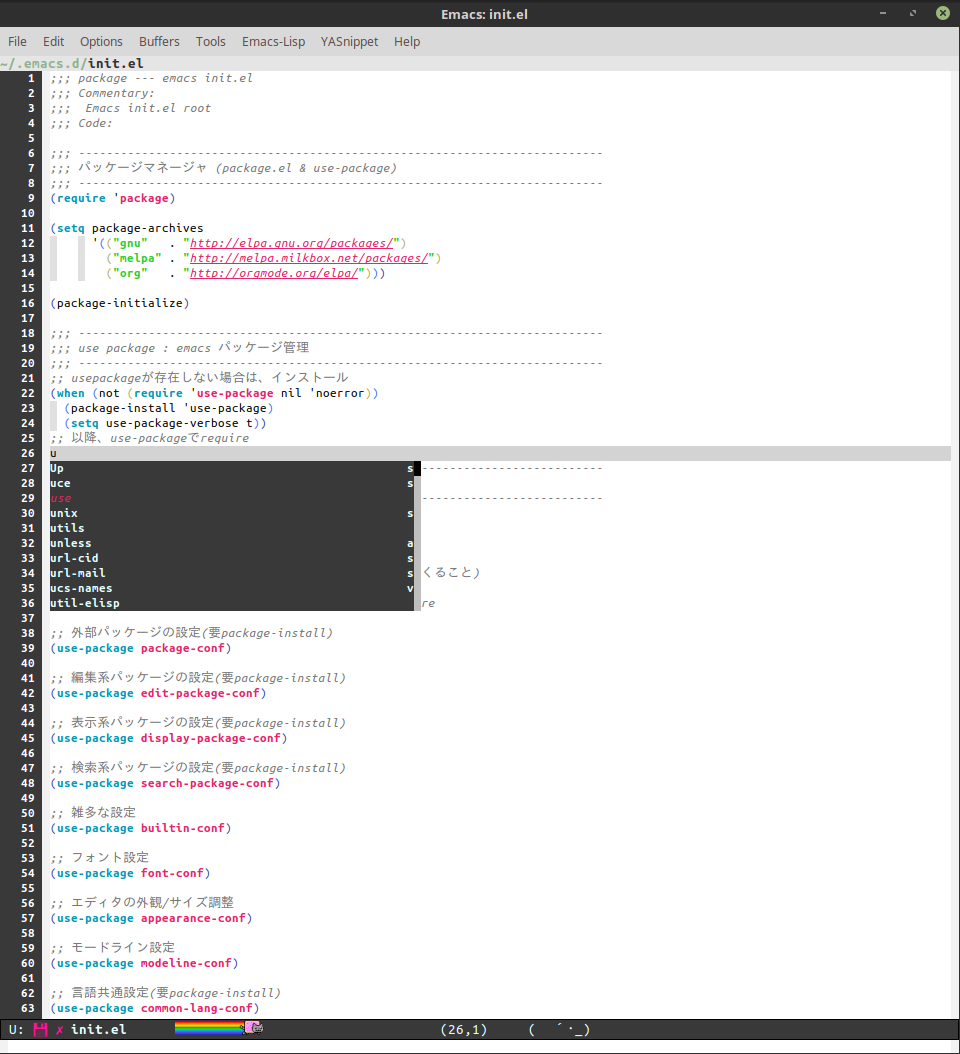 Emacs: init.el
File Edit Options Buffers Tools Emacs-Lisp YASnippet Help
~/.emacs.d/init.el
1 ;;; package --- emacs init.el
2 ;;; Commentary:
3 ;;;  Emacs init.el root
4 ;;; Code:
5
6 ;;; ---------------------------------------------------------------------------
7 ;;; パッケージマネージャ (package.el & use-package)
8 ;;; ---------------------------------------------------------------------------
9 (require 'package)
10
11 (setq package-archives
12       '(("gnu"   . "http://elpa.gnu.org/packages/")
13         ("melpa" . "http://melpa.milkbox.net/packages/")
14         ("org"   . "http://orgmode.org/elpa/")))
15
16 (package-initialize)
17
18 ;;; ---------------------------------------------------------------------------
19 ;;; use package : emacs パッケージ管理
20 ;;; ---------------------------------------------------------------------------
21 ;; usepackageが存在しない場合は、インストール
22 (when (not (require 'use-package nil 'noerror))
23   (package-install 'use-package)
24   (setq use-package-verbose t))
25 ;; 以降、use-packageでrequire
26 u
27 Up s --------------------------
28 uce s
29 use --------------------------
30 unix s
31 utils
32 unless a
33 url-cid s
34 url-mail s くること)
35 ucs-names v
36 util-elisp re
37
38 ;; 外部パッケージの設定(要package-install)
39 (use-package package-conf)
40
41 ;; 編集系パッケージの設定(要package-install)
42 (use-package edit-package-conf)
43
44 ;; 表示系パッケージの設定(要package-install)
45 (use-package display-package-conf)
46
47 ;; 検索系パッケージの設定(要package-install)
48 (use-package search-package-conf)
49
50 ;; 雑多な設定
51 (use-package builtin-conf)
52
53 ;; フォント設定
54 (use-package font-conf)
55
56 ;; エディタの外観/サイズ調整
57 (use-package appearance-conf)
58
59 ;; モードライン設定
60 (use-package modeline-conf)
61
62 ;; 言語共通設定(要package-install)
63 (use-package common-lang-conf)
U: ✗ init.el (26,1) ( ´･_)